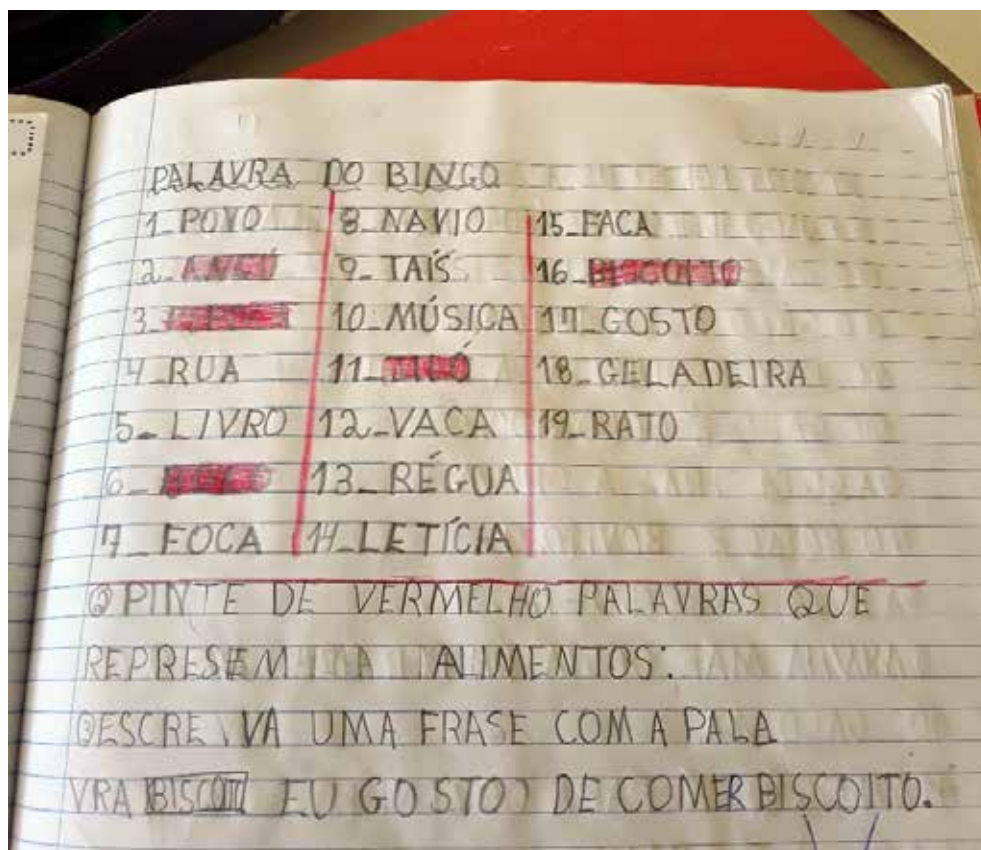 PALAVRA DO BINGO
1_POVO 8_NAVIO 15_FACA
2_ANGÚ 9_TAÍS 16_BISCOITO
3_ 10_MÚSICA 17_GOSTO
4_RUA 11_ 18_GELADEIRA
5_LIVRO 12_VACA 19_RATO
6_ 13_RÉGUA
7_FOCA 14_LETÍCIA
PINTE DE VERMELHO PALAVRAS QUE
REPRESEM ALIMENTOS:
ESCREVA UMA FRASE COM A PALA
VRA BISCOITO EU GOSTO DE COMER BISCOITO.